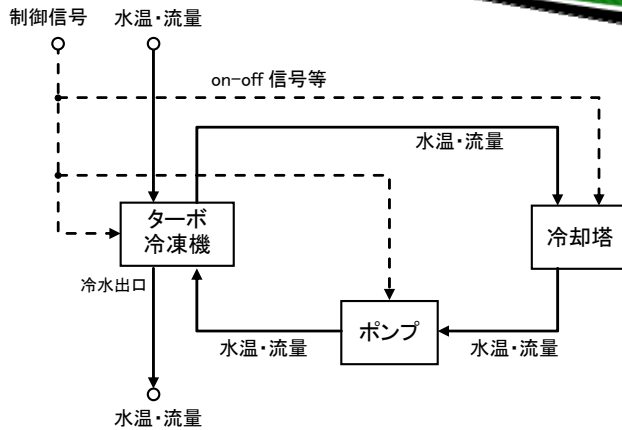 制御信号
水温・流量
on-off 信号等
水温・流量
ターボ
冷凍機
冷却塔
冷水出口
ポンプ
水温・流量
水温・流量
水温・流量